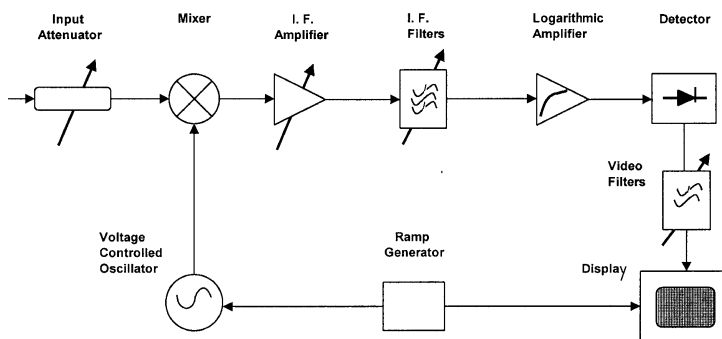 Input
Attenuator
Mixer
I. F.
Amplifier
I. F.
Filters
Logarithmic
Amplifier
Detector
Video
Filters
Voltage
Controlled
Oscillator
Ramp
Generator
Display